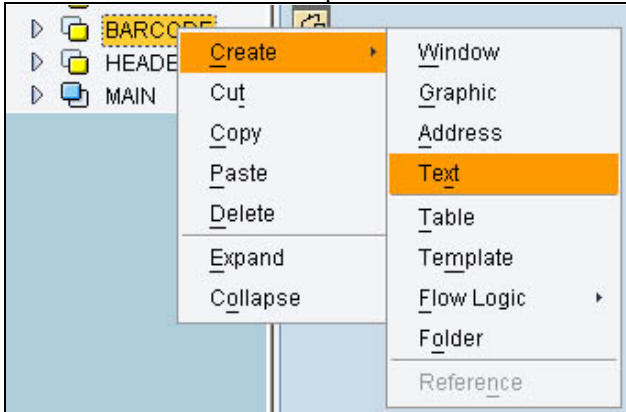 BARCODE
HEADE
MAIN
Create
Cut
Copy
Paste
Delete
Expand
Collapse
Window
Graphic
Address
Text
Table
Template
Flow Logic
Folder
Reference